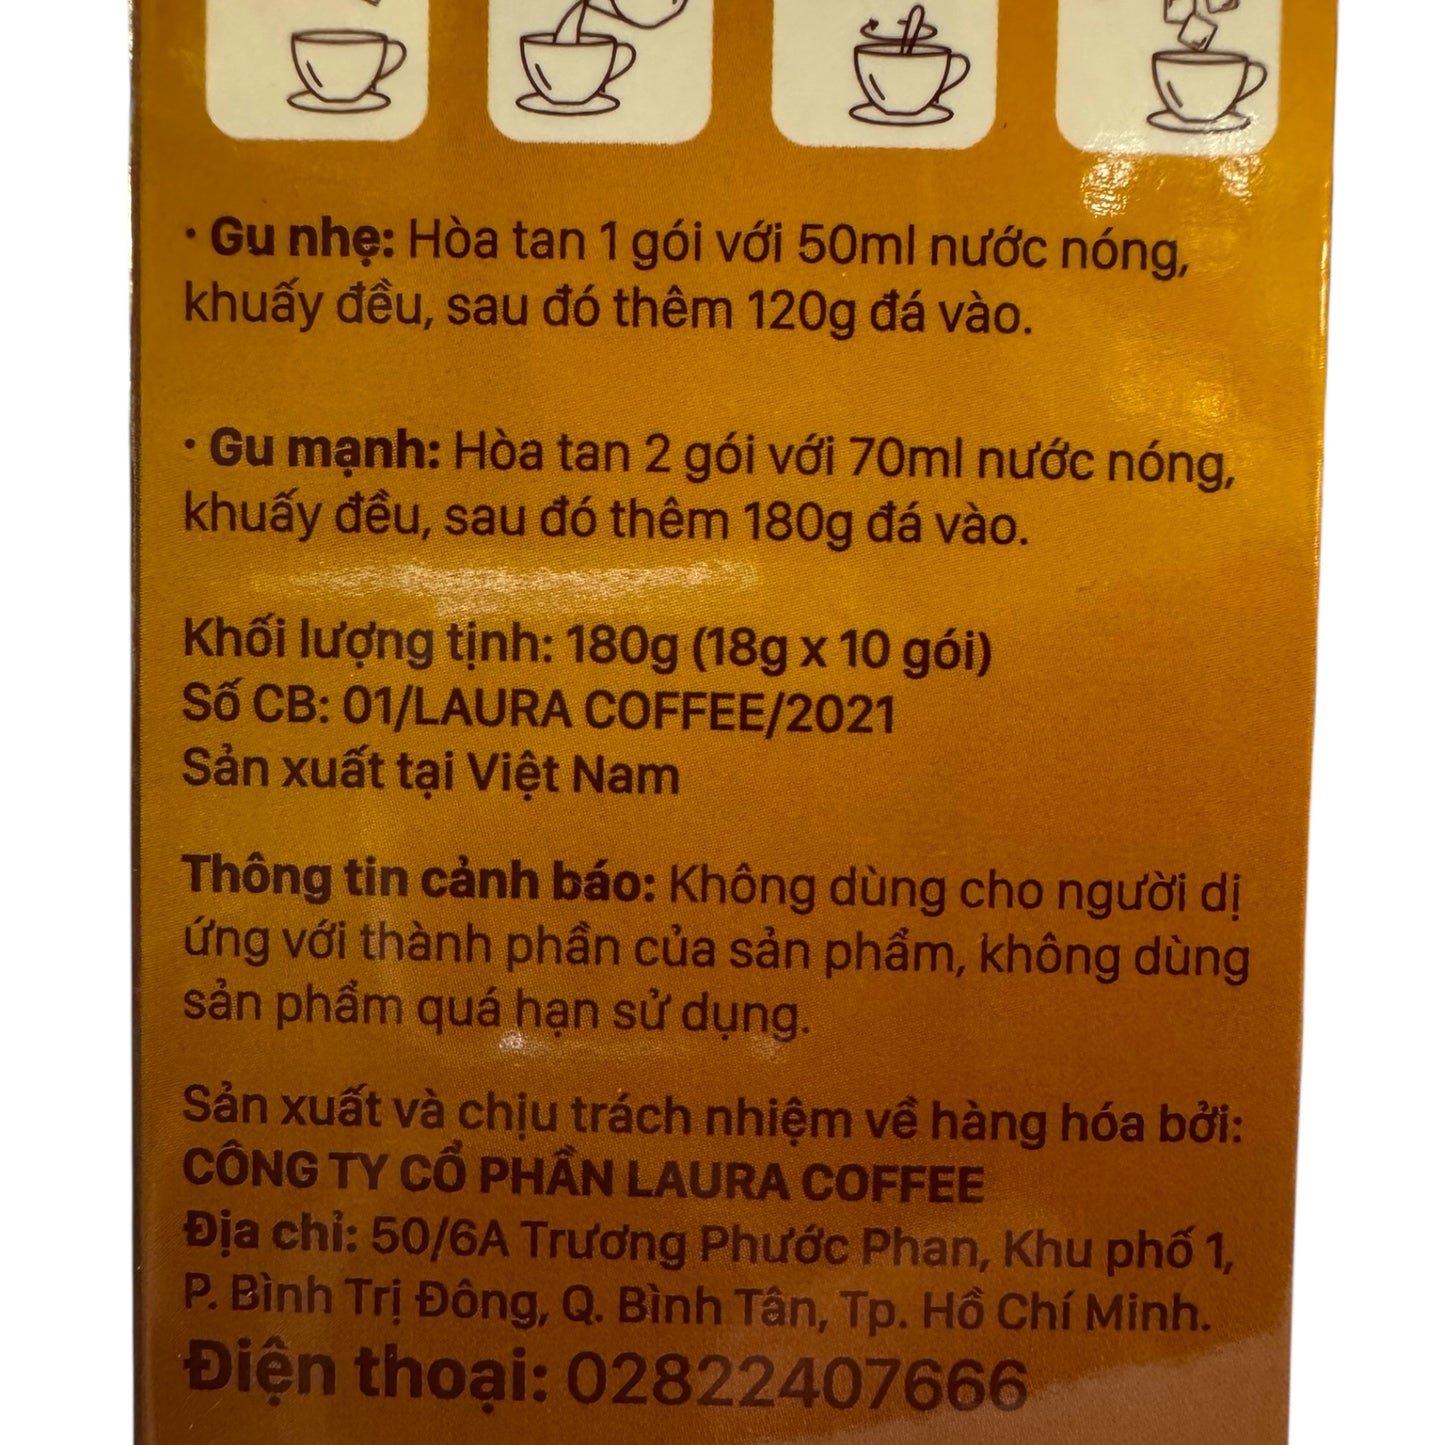 · Gu nhẹ: Hòa tan 1 gói với 50ml nước nóng,
khuấy đều, sau đó thêm 120g đá vào.
· Gu mạnh: Hòa tan 2 gói với 70ml nước nóng,
khuấy đều, sau đó thêm 180g đá vào.
Khối lượng tịnh: 180g (18g x 10 gói)
Số CB: 01/LAURA COFFEE/2021
Sản xuất tại Việt Nam
Thông tin cảnh báo: Không dùng cho người dị
ứng với thành phần của sản phẩm, không dùng
sản phẩm quá hạn sử dụng.
Sản xuất và chịu trách nhiệm về hàng hóa bởi:
CÔNG TY CỔ PHẦN LAURA COFFEE
Địa chỉ: 50/6A Trương Phước Phan, Khu phố 1,
P. Bình Trị Đông, Q. Bình Tân, Tp. Hồ Chí Minh.
Điện thoại: 02822407666